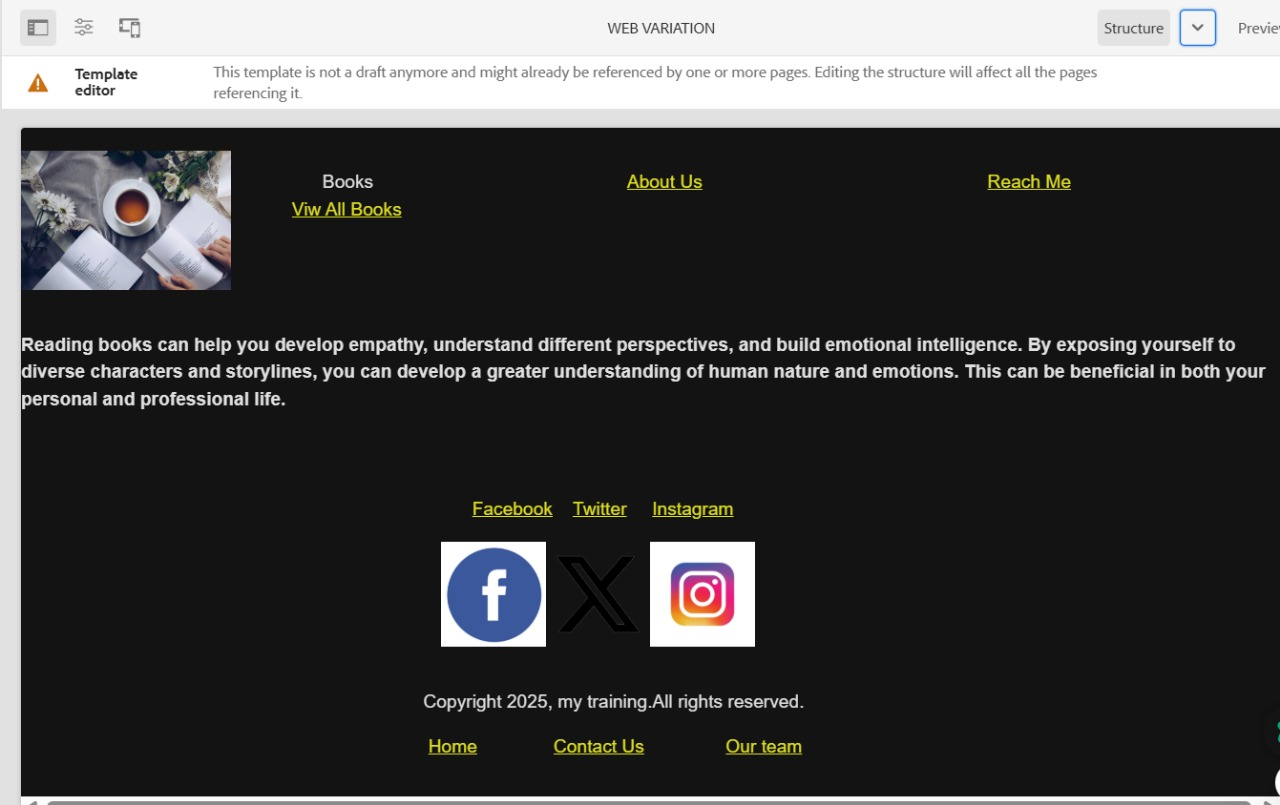 WEB VARIATION
Structure
Preview
Template
editor
This template is not a draft anymore and might already be referenced by one or more pages. Editing the structure will affect all the pages
referencing it.
Books
About Us
Reach Me
Viw All Books
Reading books can help you develop empathy, understand different perspectives, and build emotional intelligence. By exposing yourself to
diverse characters and storylines, you can develop a greater understanding of human nature and emotions. This can be beneficial in both your
personal and professional life.
Facebook Twitter Instagram
Copyright 2025, my training.All rights reserved.
Home Contact Us Our team